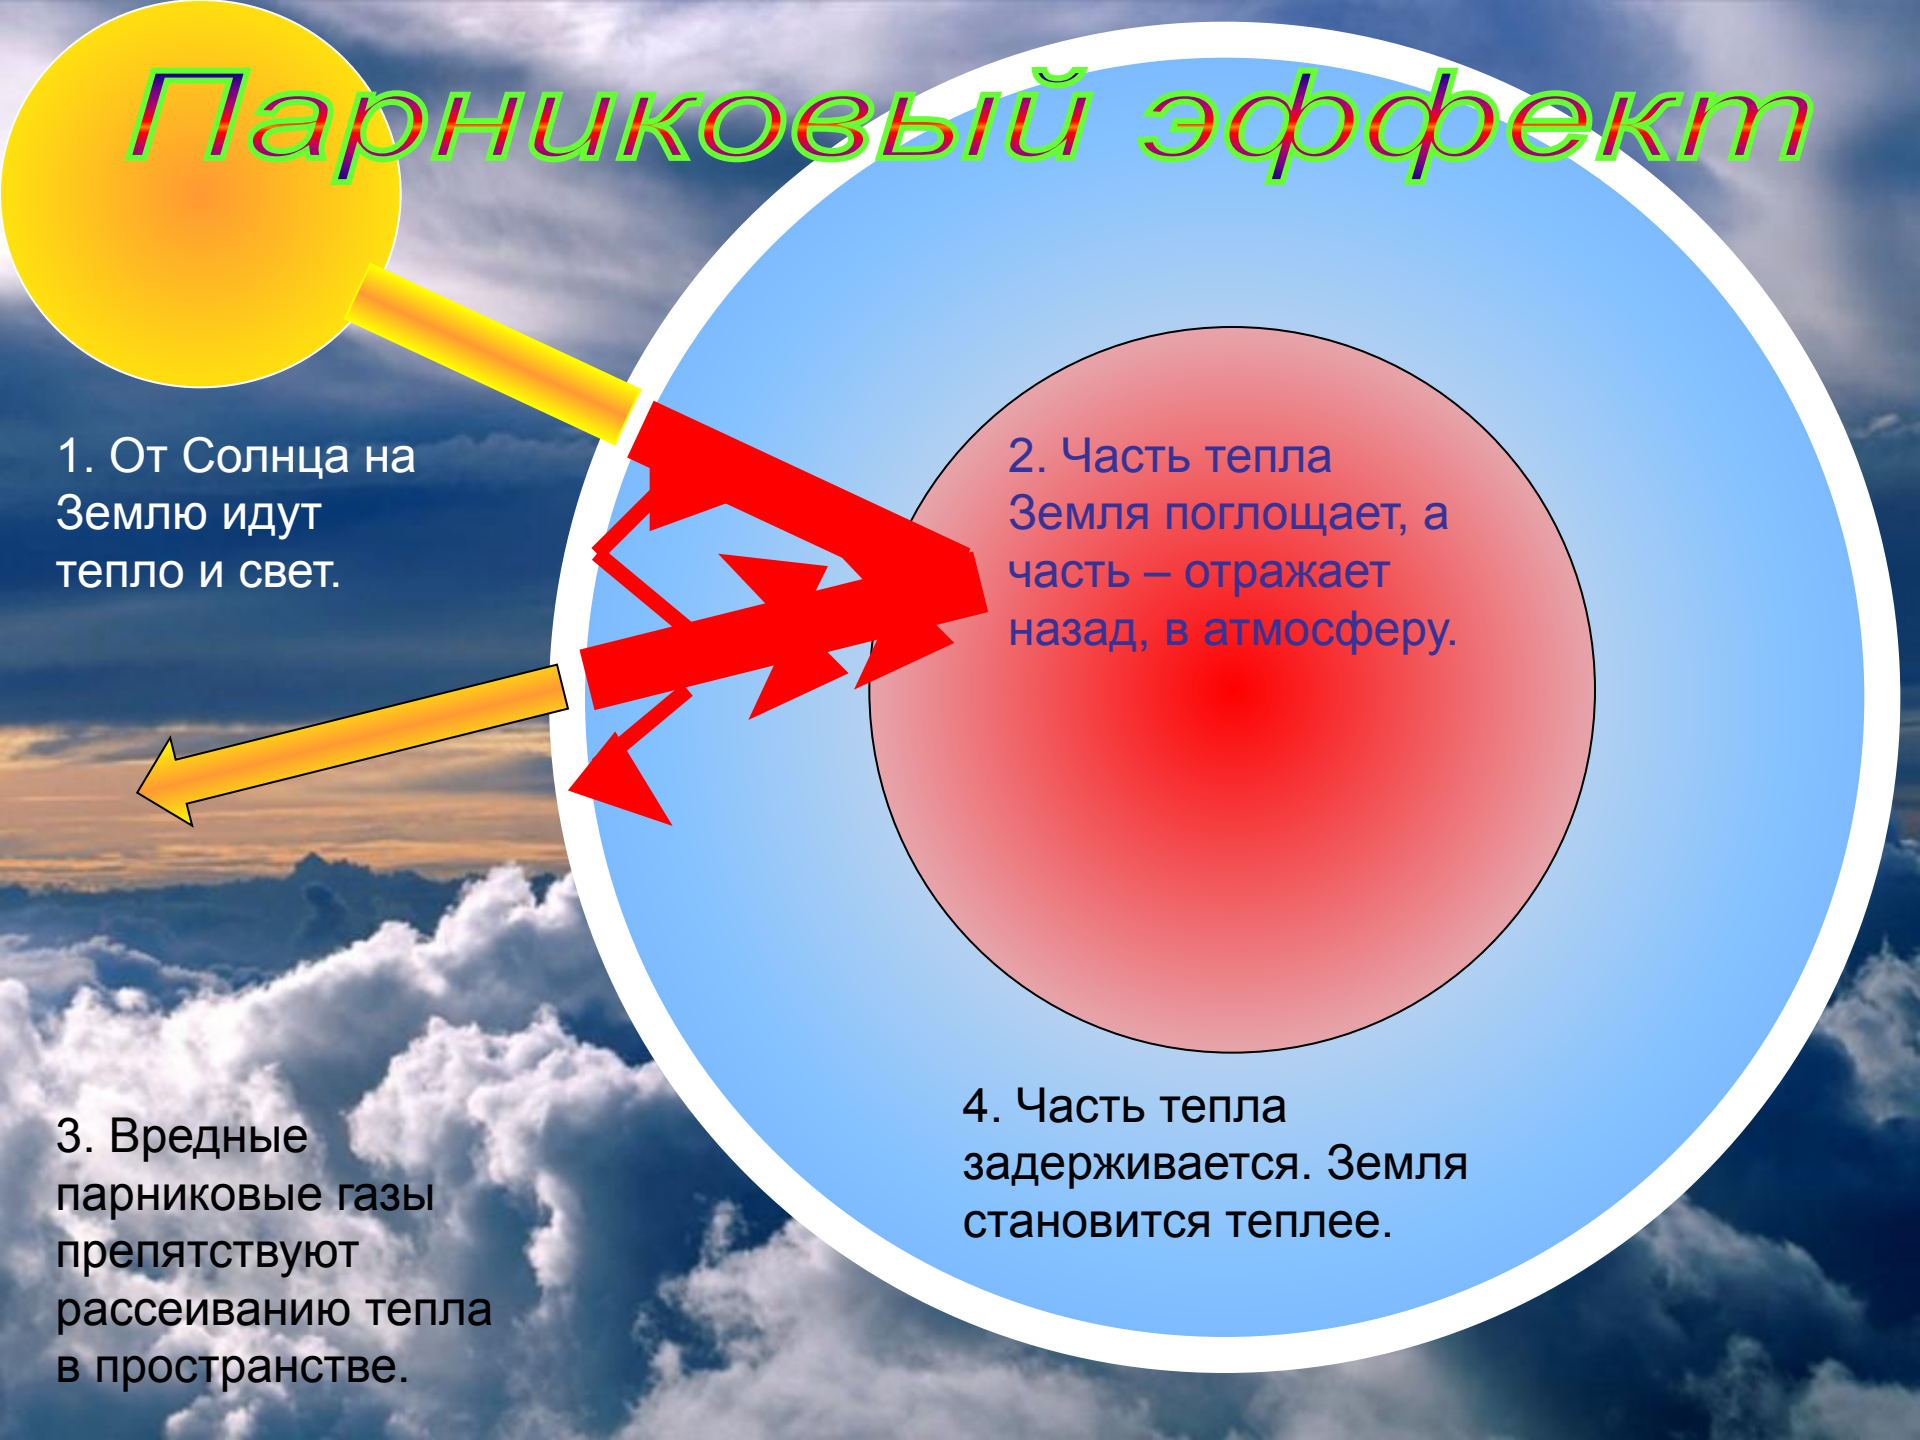 Парниковый эффект
1. От Солнца на
Землю идут
тепло и свет.
2. Часть тепла
Земля поглощает, а
часть – отражает
назад, в атмосферу.
3. Вредные
парниковые газы
препятствуют
рассеиванию тепла
в пространстве.
4. Часть тепла
задерживается. Земля
становится теплее.